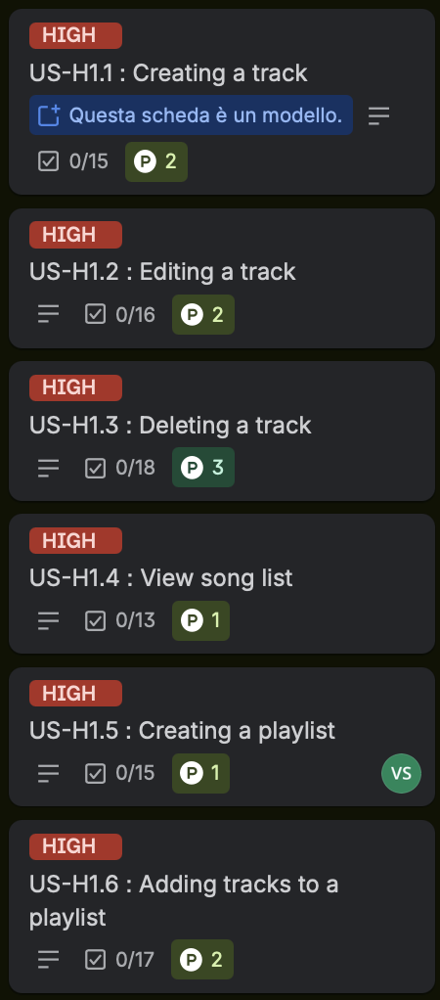 HIGH
US-H1.1 : Creating a track
Questa scheda è un modello.
0/15 P 2
HIGH
US-H1.2 : Editing a track
0/16 P 2
HIGH
US-H1.3 : Deleting a track
0/18 P 3
HIGH
US-H1.4 : View song list
0/13 P 1
HIGH
US-H1.5 : Creating a playlist
0/15 P 1 VS
HIGH
US-H1.6 : Adding tracks to a
playlist
0/17 P 2